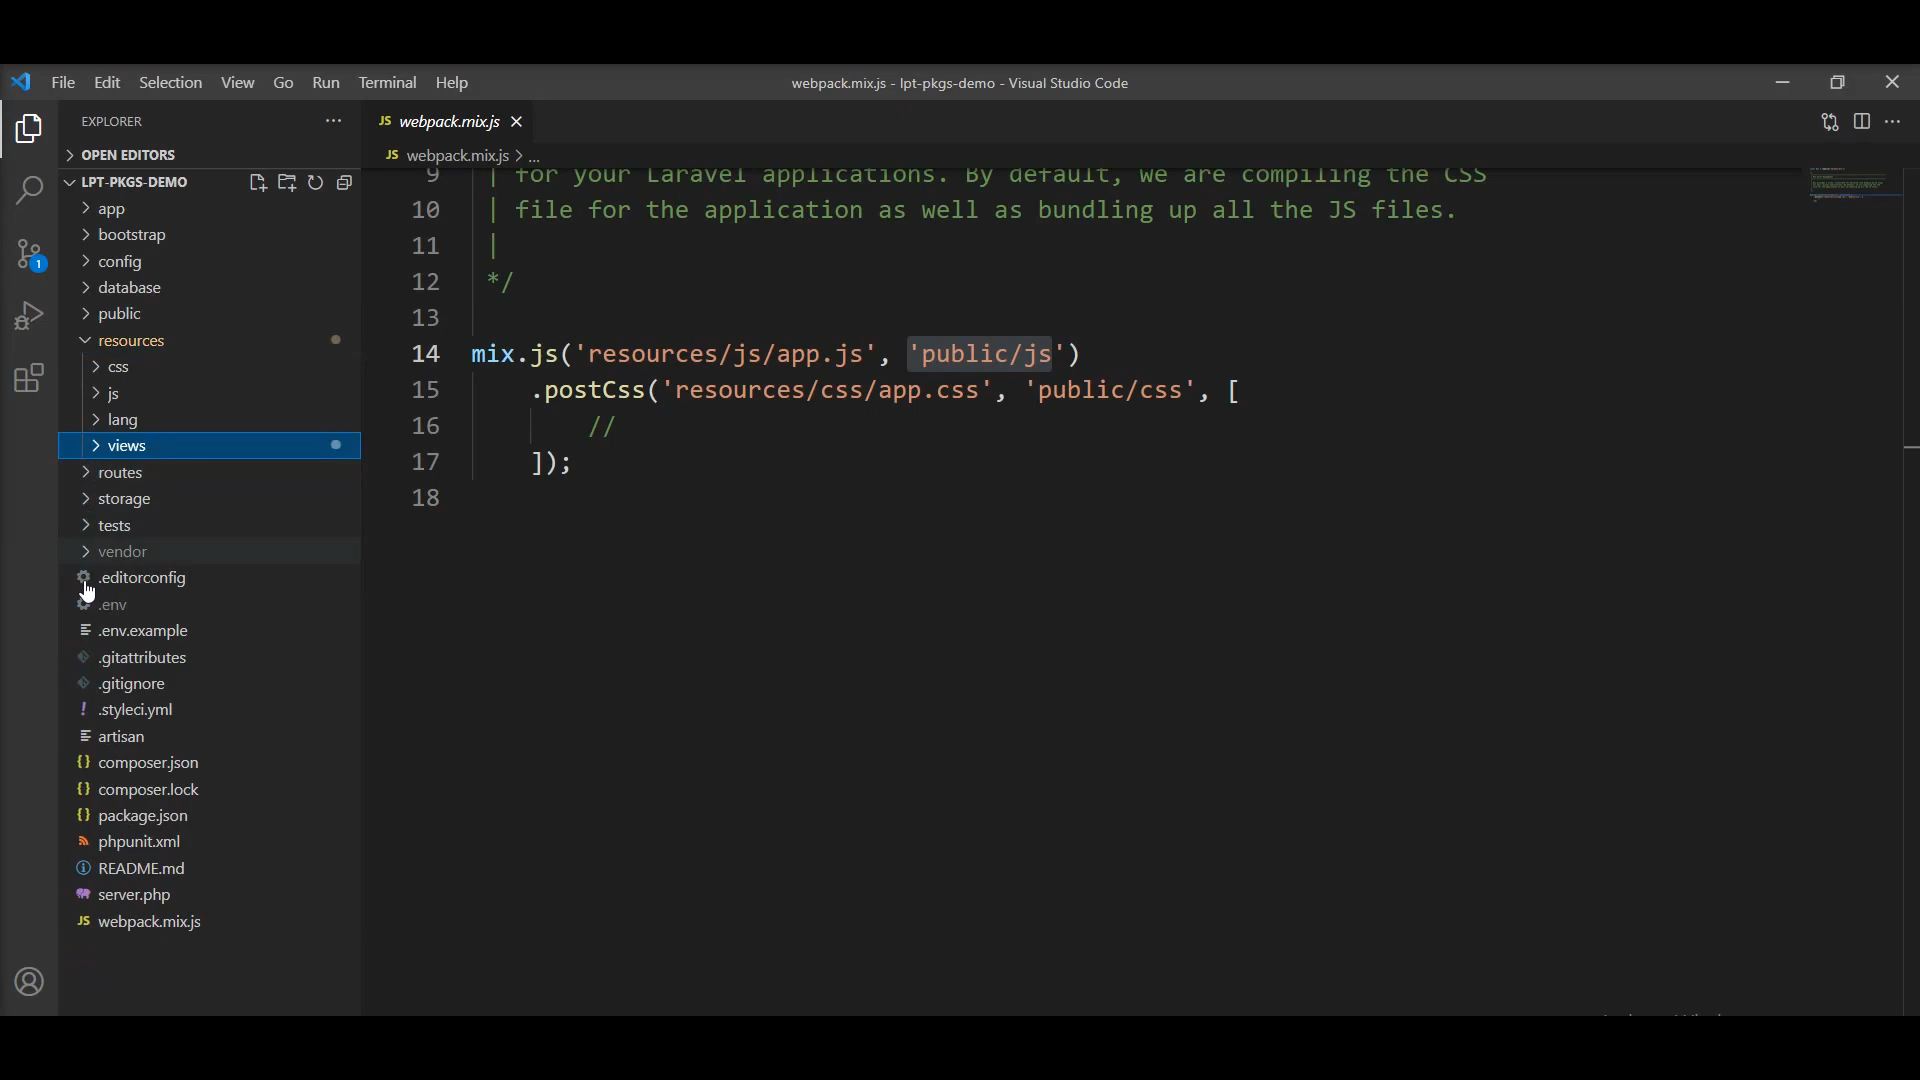 File Edit Selection View Go Run Terminal Help
webpack.mix.js - lpt-pkgs-demo - Visual Studio Code
EXPLORER
OPEN EDITORS
LPT-PKGS-DEMO
app
bootstrap
config
database
public
resources
css
js
lang
views
routes
storage
tests
vendor
.editorconfig
.env
.env.example
.gitattributes
.gitignore
! .styleci.yml
artisan
{} composer.json
{} composer.lock
{} package.json
phpunit.xml
README.md
server.php
JS webpack.mix.js
1
JS webpack.mix.js
JS webpack.mix.js > ...
9 | for your Laravel applications. By default, we are compiling the CSS
10 | file for the application as well as bundling up all the JS files.
11 |
12 */
13
14 mix.js('resources/js/app.js', 'public/js')
15 .postCss('resources/css/app.css', 'public/css', [
16 //
17 ]);
18